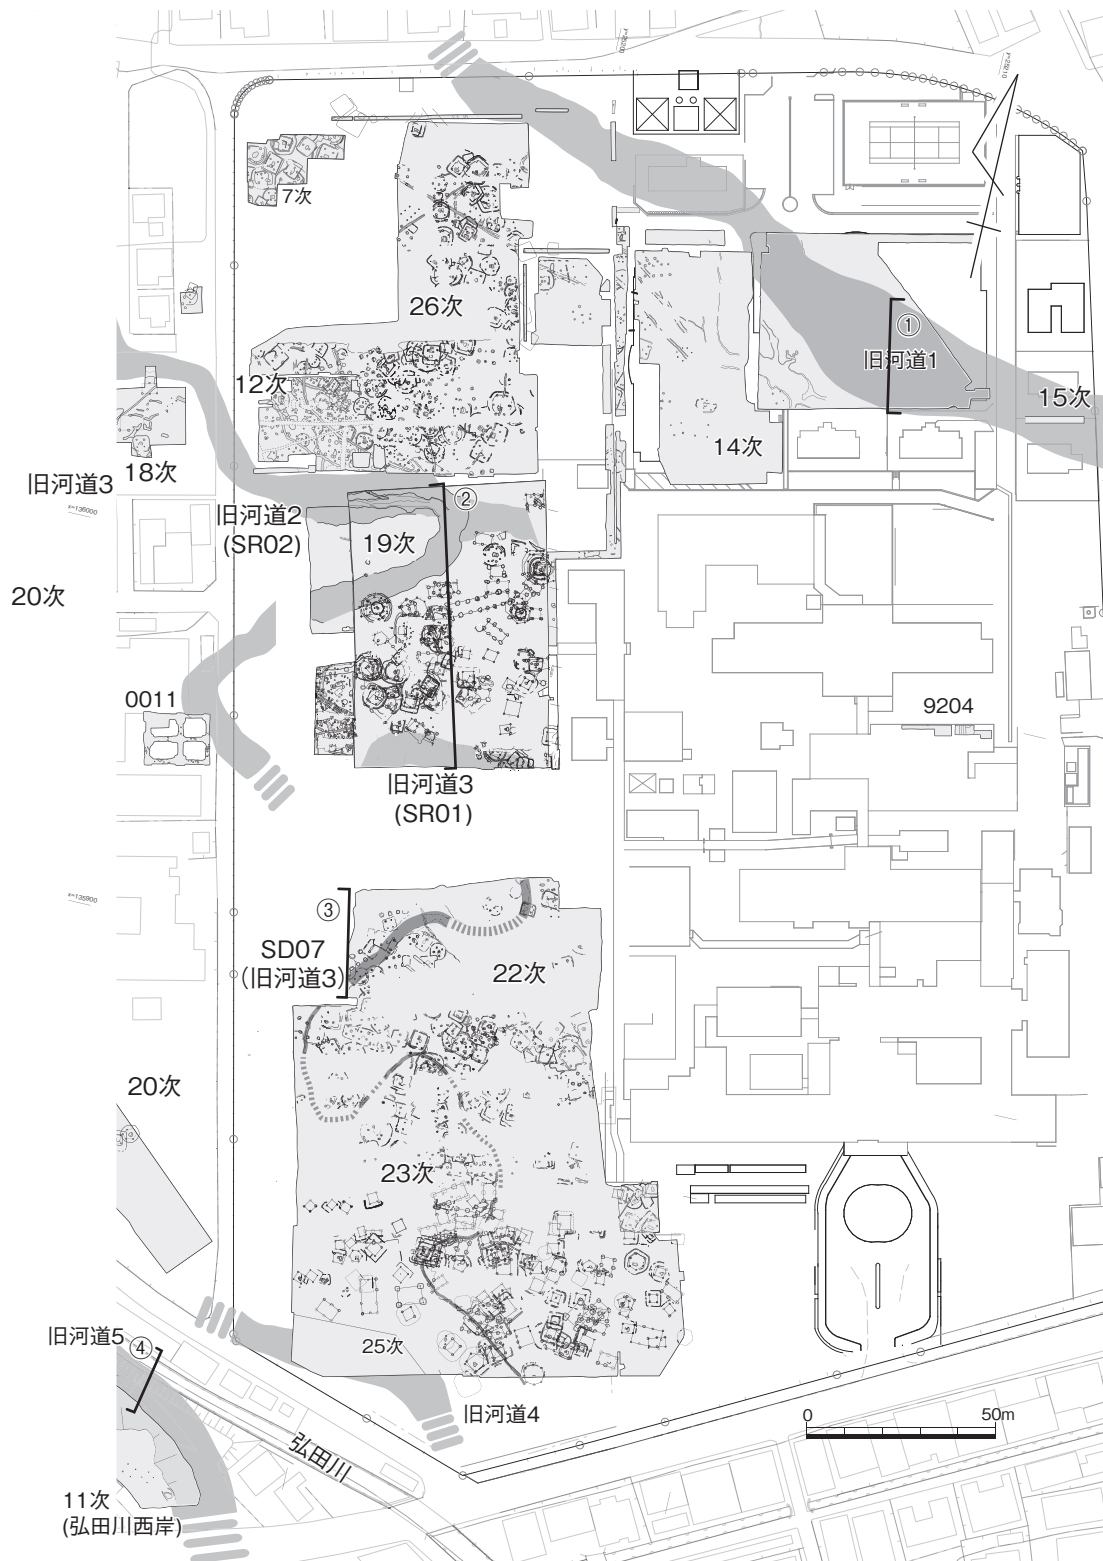 7次
26次
①
旧河道1
12次
15次
14次
旧河道3
18次
②
旧河道2
(SR02)
19次
20次
0011
9204
旧河道3
(SR01)
③
SD07
(旧河道3)
22次
20次
23次
旧河道5
④
25次
旧河道4
0
50m
弘田川
11次
(弘田川西岸)